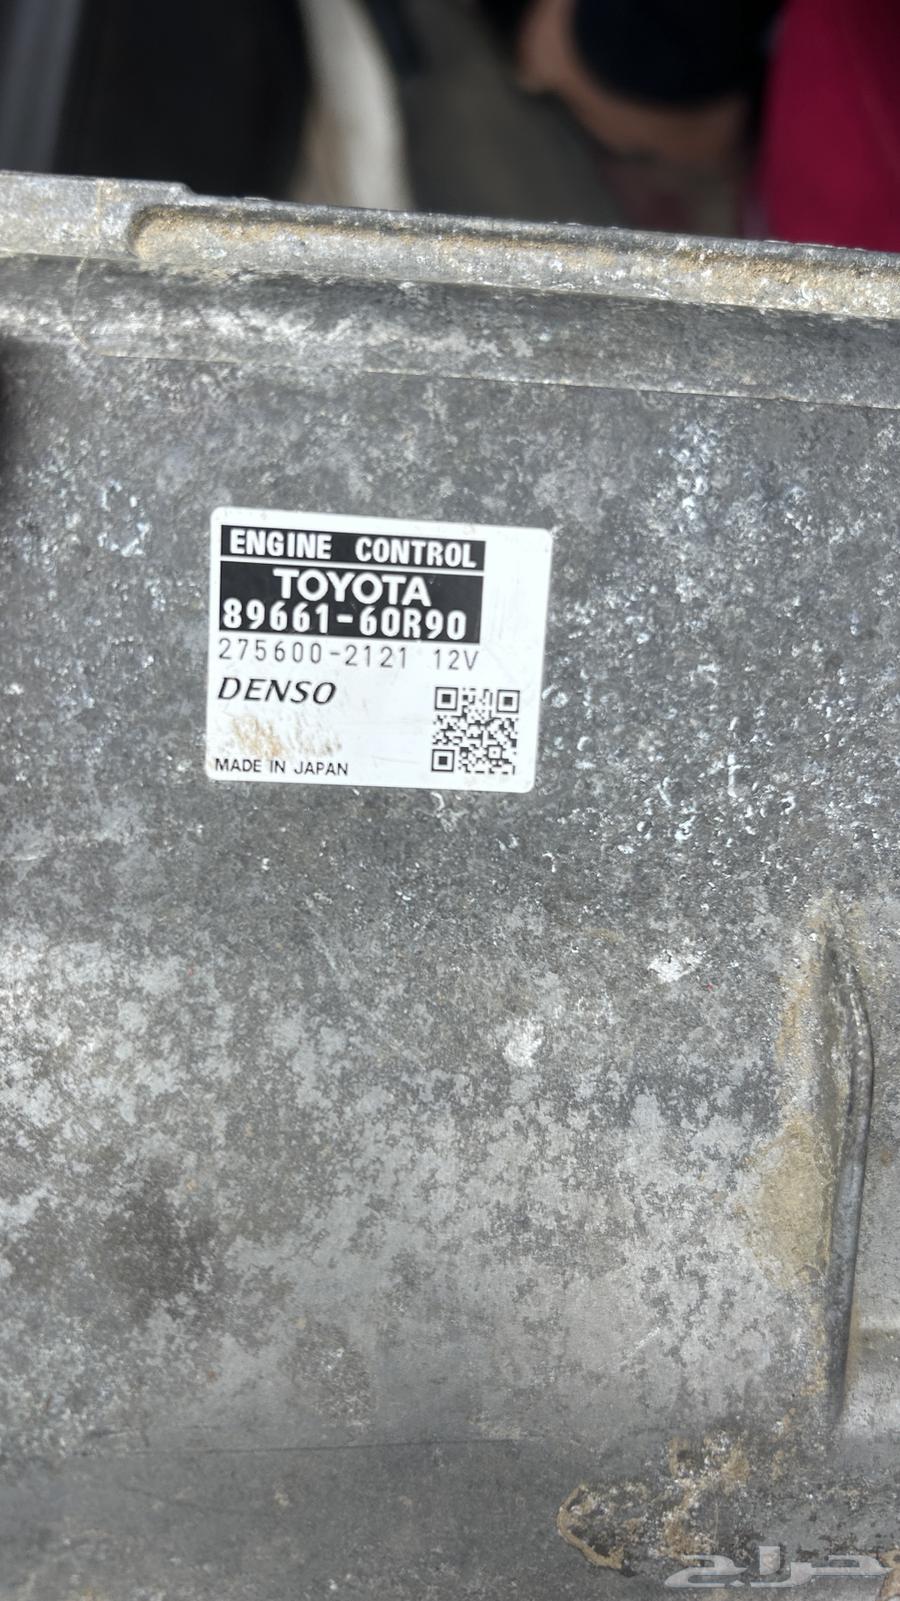 ENGINE CONTROL
TOYOTA
89661-60R90
275600-2121 12V
DENSO
MADE IN JAPAN
حراج